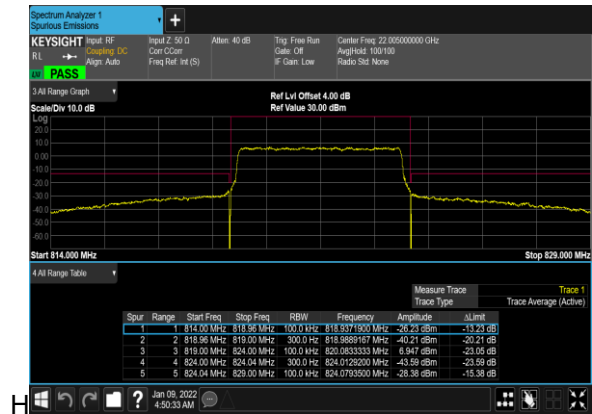 Spectrum Analyzer 1
Spurious Emissions
+
KEYSIGHT Input: RF Input Z: 50 Ω Atten: 40 dB Trig: Free Run Center Freq: 22.005000000 GHz
RL Coupling: DC Corr CCorr Gate: Off Avg|Hold: 100/100
Align: Auto Freq Ref: Int (S) IF Gain: Low Radio Std: None
PASS
3.All Range Graph
Ref Lvl Offset 4.00 dB
Scale/Div 10.0 dB Ref Value 30.00 dBm
Log
20.0
10.0
0.00
-10.0
-20.0
-30.0
-40.0
-50.0
-60.0
Start 814.000 MHz Stop 829.000 MHz
4.All Range Table
Measure Trace Trace 1
Trace Type Trace Average (Active)
Spur Range Start Freq Stop Freq RBW Frequency Amplitude ∆Limit
1 1 814.00 MHz 818.96 MHz 100.0 kHz 818.9371900 MHz -26.23 dBm -13.23 dB
2 2 818.96 MHz 819.00 MHz 300.0 Hz 818.9889167 MHz -40.21 dBm -20.21 dB
3 3 819.00 MHz 824.00 MHz 100.0 kHz 820.0833333 MHz 6.947 dBm -23.05 dB
4 4 824.00 MHz 824.04 MHz 300.0 Hz 824.0129200 MHz -43.59 dBm -23.59 dB
5 5 824.04 MHz 829.00 MHz 100.0 kHz 824.0793500 MHz -28.38 dBm -15.38 dB
H
? Jan 09, 2022
4:50:33 AM